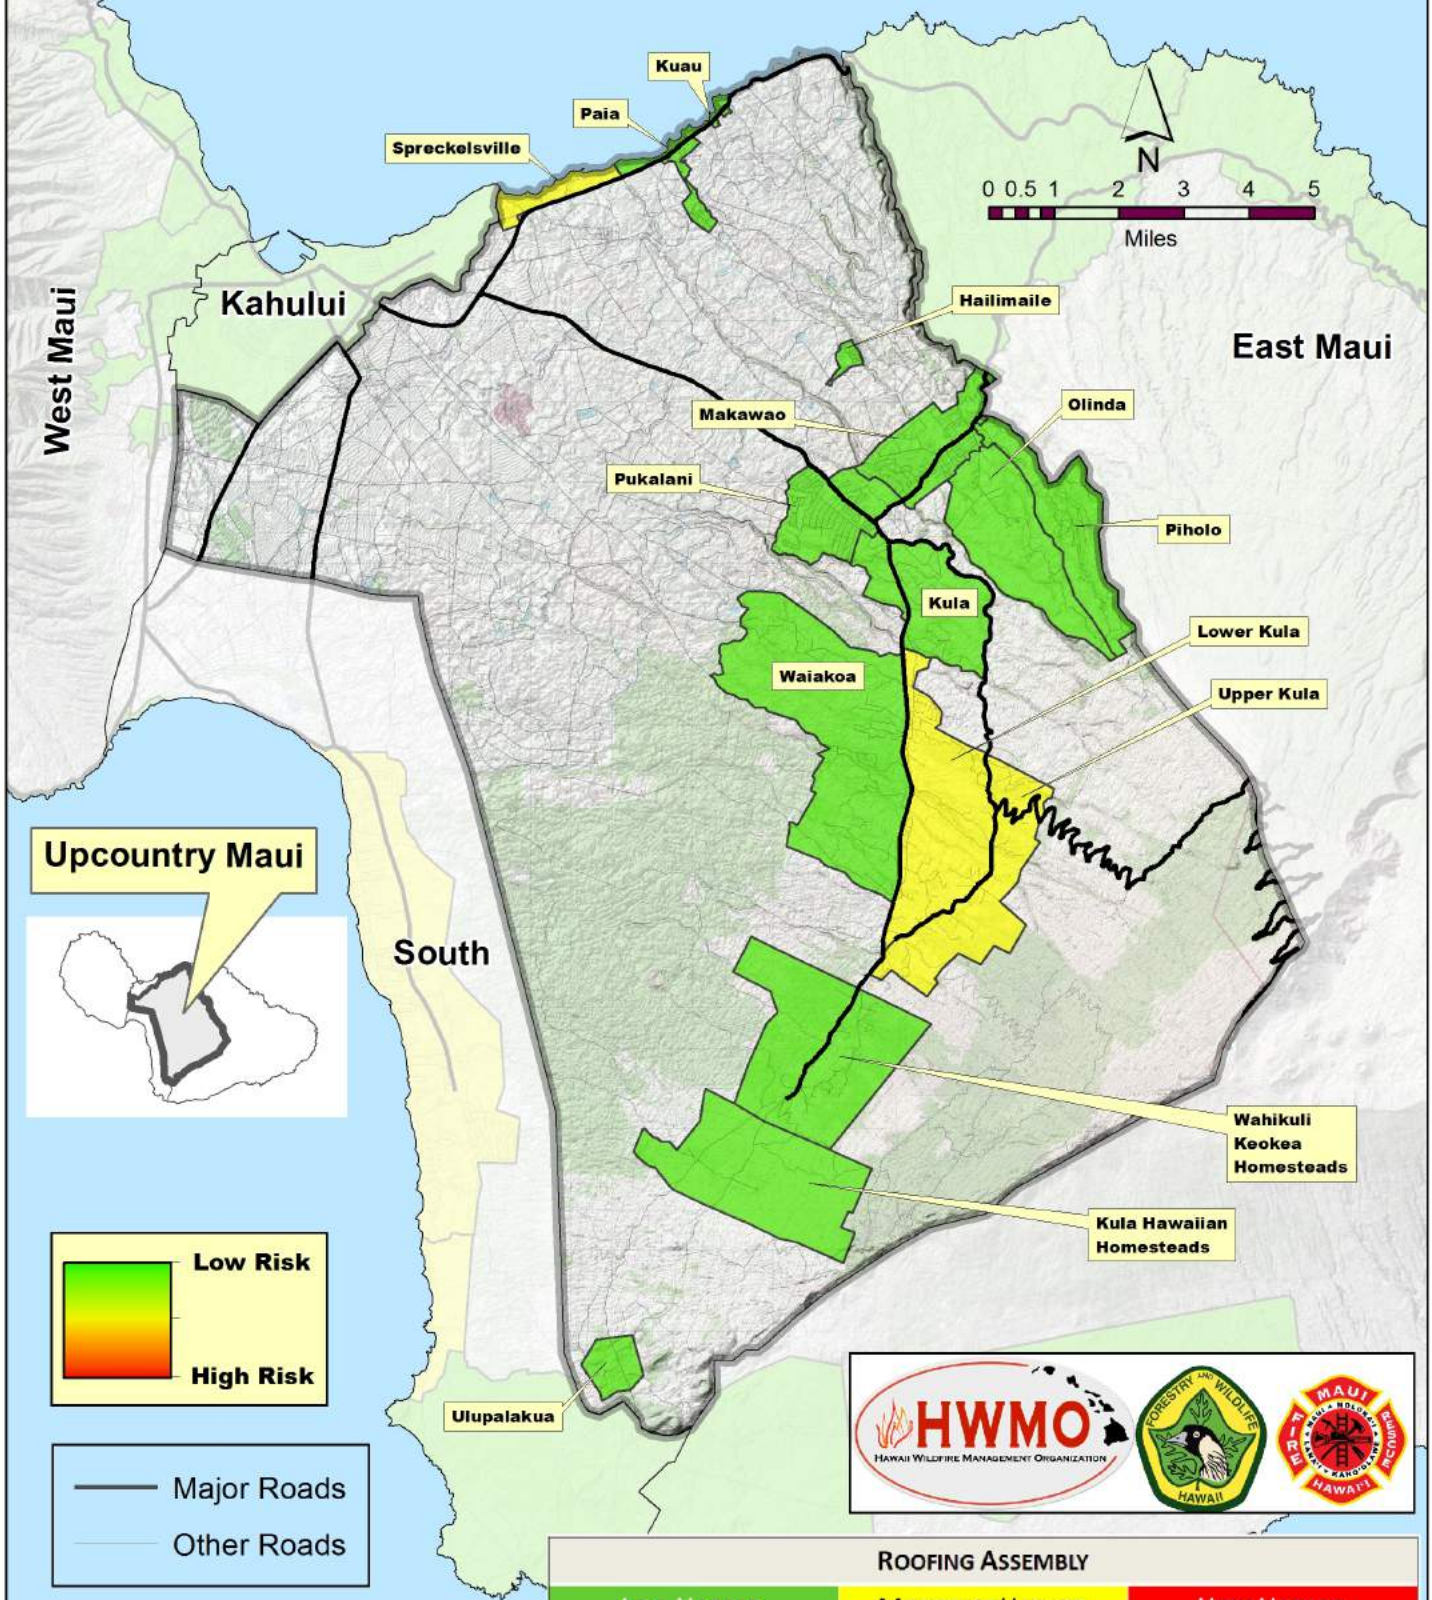 Kuau
Paia
Spreckelsville
N
0 0.5 1 2 3 4 5
Miles
Kahului
West Maui
Hailimaile
East Maui
Olinda
Makawao
Pukalani
Piholo
Kula
Lower Kula
Waiakoa
Upper Kula
Upcountry Maui
South
Wahikuli
Keokea
Homesteads
Kula Hawaiian
Homesteads
Low Risk
High Risk
Ulupalakua
Major Roads
Other Roads
HWMO
HAWAII WILDFIRE MANAGEMENT ORGANIZATION
FORESTRY AND WILDLIFE
HAWAII
MAUI
FIRE
RESCUE
HAWAI'I
ROOFING ASSEMBLY